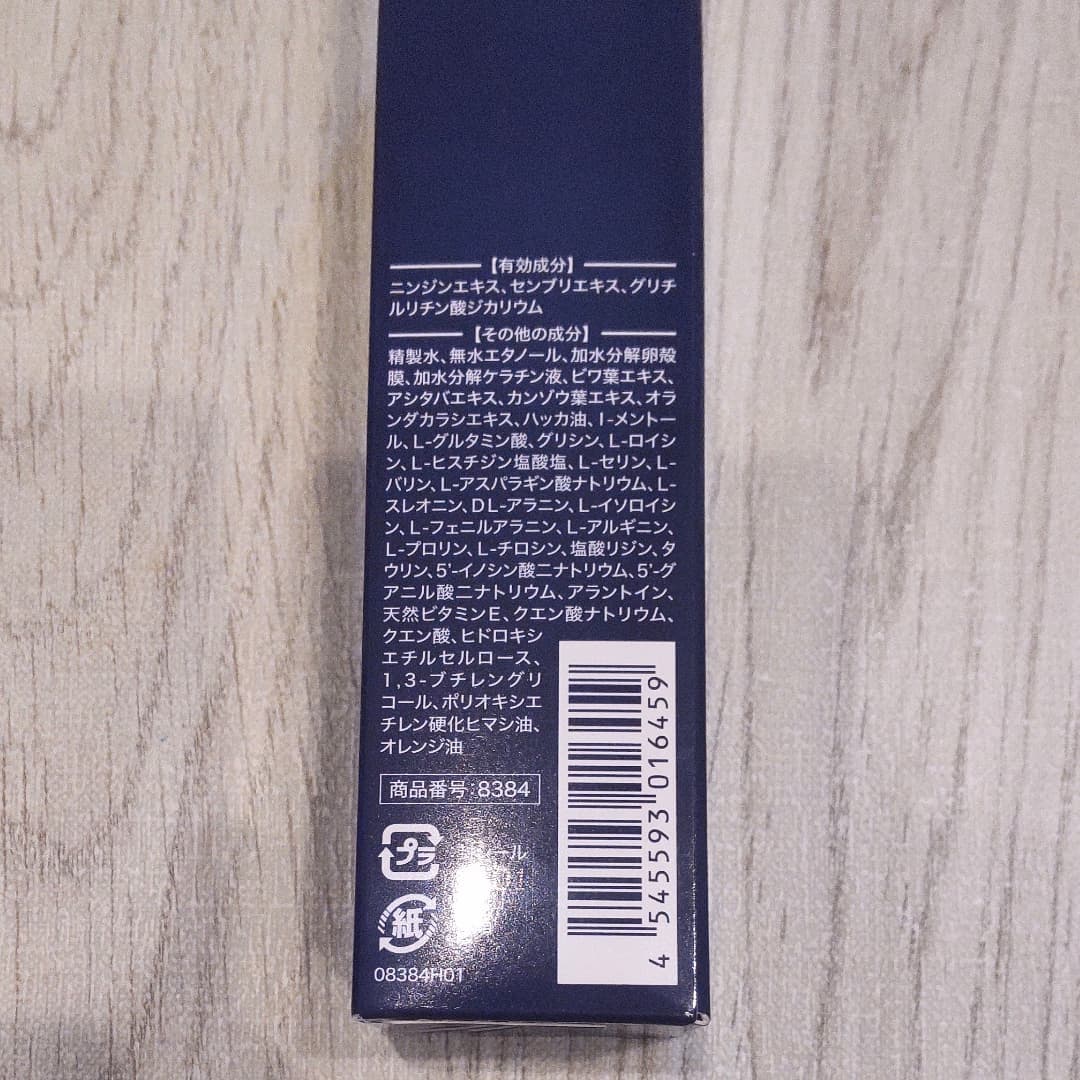 【有効成分】
ニンジンエキス、センブリエキス、グリチ
ルリチン酸ジカリウム
【その他の成分】
精製水、無水エタノール、加水分解卵殻
膜、加水分解ケラチン液、ビワ葉エキス、
アシタバエキス、カンゾウ葉エキス、オラ
ンダカラシエキス、ハッカ油、l-メントー
ル、L-グルタミン酸、グリシン、L-ロイシ
ン、L-ヒスチジン塩酸塩、L-セリン、L-
バリン、L-アスパラギン酸ナトリウム、L-
スレオニン、DL-アラニン、L-イソロイシ
ン、L-フェニルアラニン、L-アルギニン、
L-プロリン、L-チロシン、塩酸リジン、タ
ウリン、5'-イノシン酸二ナトリウム、5'-グ
アニル酸二ナトリウム、アラントイン、
天然ビタミンE、クエン酸ナトリウム、
クエン酸、ヒドロキシ
エチルセルロース、
1,3-ブチレングリ
コール、ポリオキシエ
チレン硬化ヒマシ油、
オレンジ油
商品番号:8384
プラ
紙
08384H01
4 545593 016459